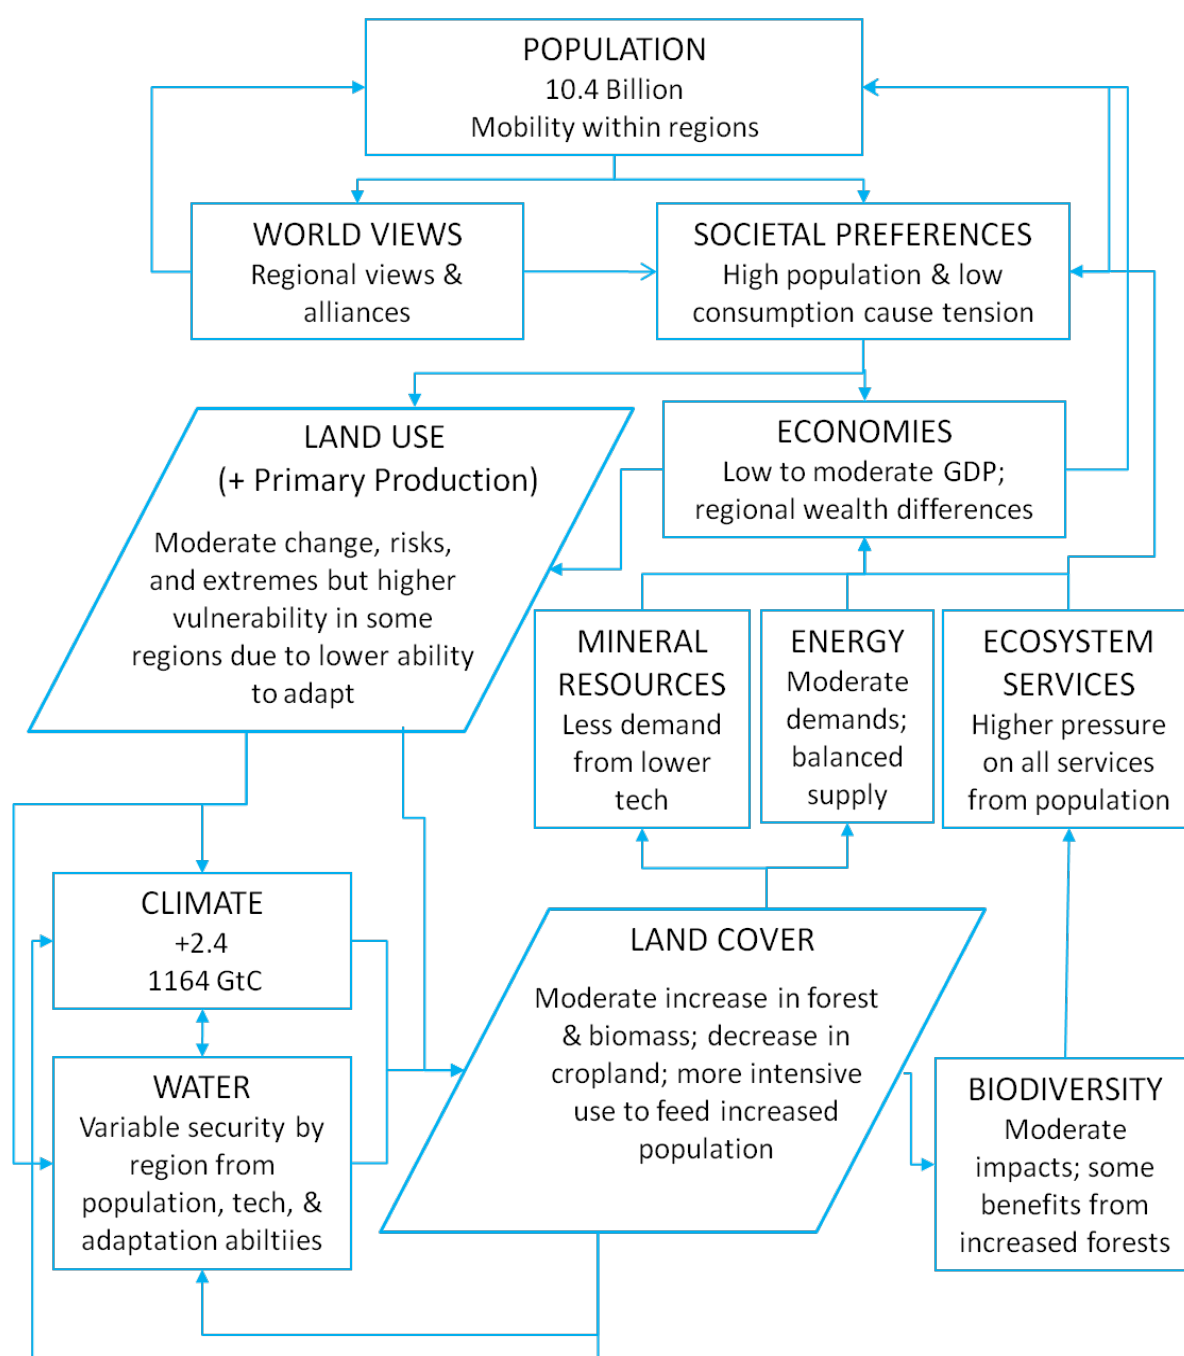 POPULATION
10.4 Billion
Mobility within regions
WORLD VIEWS
Regional views &
alliances
SOCIETAL PREFERENCES
High population & low
consumption cause tension
LAND USE
(+ Primary Production)
Moderate change, risks,
and extremes but higher
vulnerability in some
regions due to lower ability
to adapt
ECONOMIES
Low to moderate GDP;
regional wealth differences
MINERAL
RESOURCES
Less demand
from lower
tech
ENERGY
Moderate
demands;
balanced
supply
ECOSYSTEM
SERVICES
Higher pressure
on all services
from population
CLIMATE
+2.4
1164 GtC
WATER
Variable security by
region from
population, tech, &
adaptation abiltiies
LAND COVER
Moderate increase in forest
& biomass; decrease in
cropland; more intensive
use to feed increased
population
BIODIVERSITY
Moderate
impacts; some
benefits from
increased forests